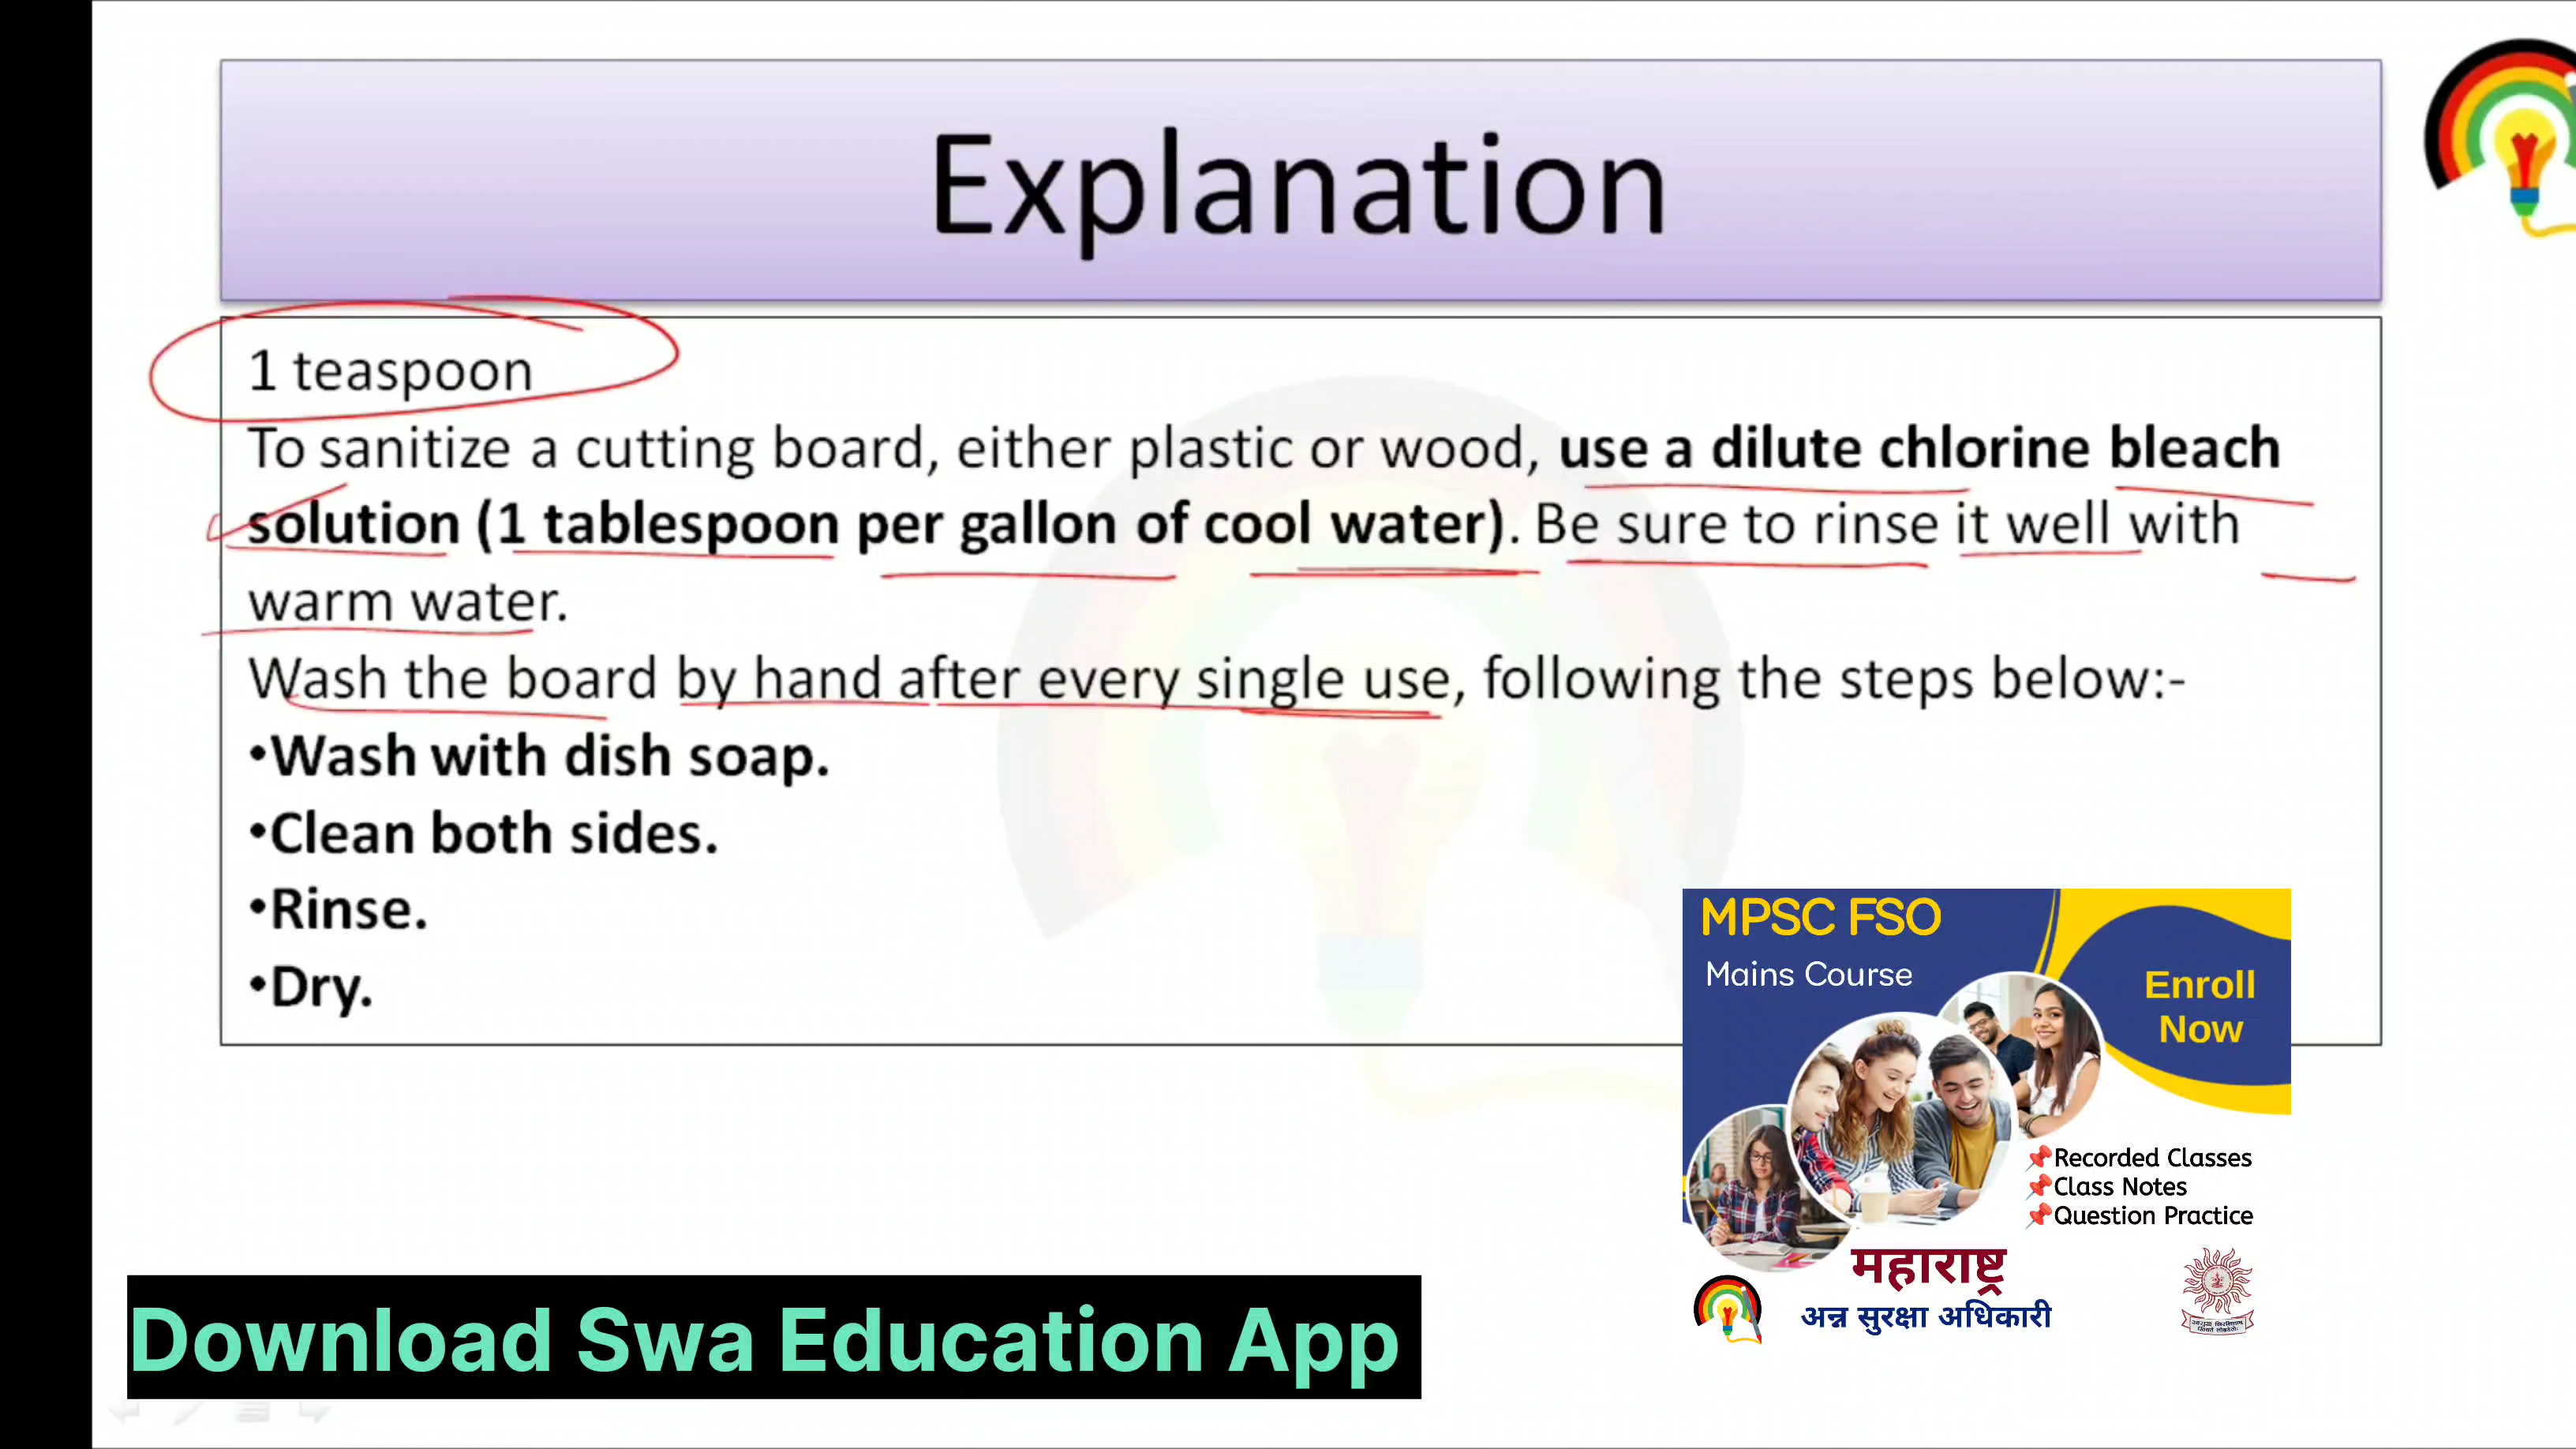 Explanation
1 teaspoon
To sanitize a cutting board, either plastic or wood, use a dilute chlorine bleach
solution (1 tablespoon per gallon of cool water). Be sure to rinse it well with
warm water.
Wash the board by hand after every single use, following the steps below:-
•Wash with dish soap.
•Clean both sides.
•Rinse.
•Dry.
MPSC FSO
Mains Course
Enroll
Now
Recorded Classes
Class Notes
Question Practice
महाराष्ट्र
अन्न सुरक्षा अधिकारी
Download Swa Education App